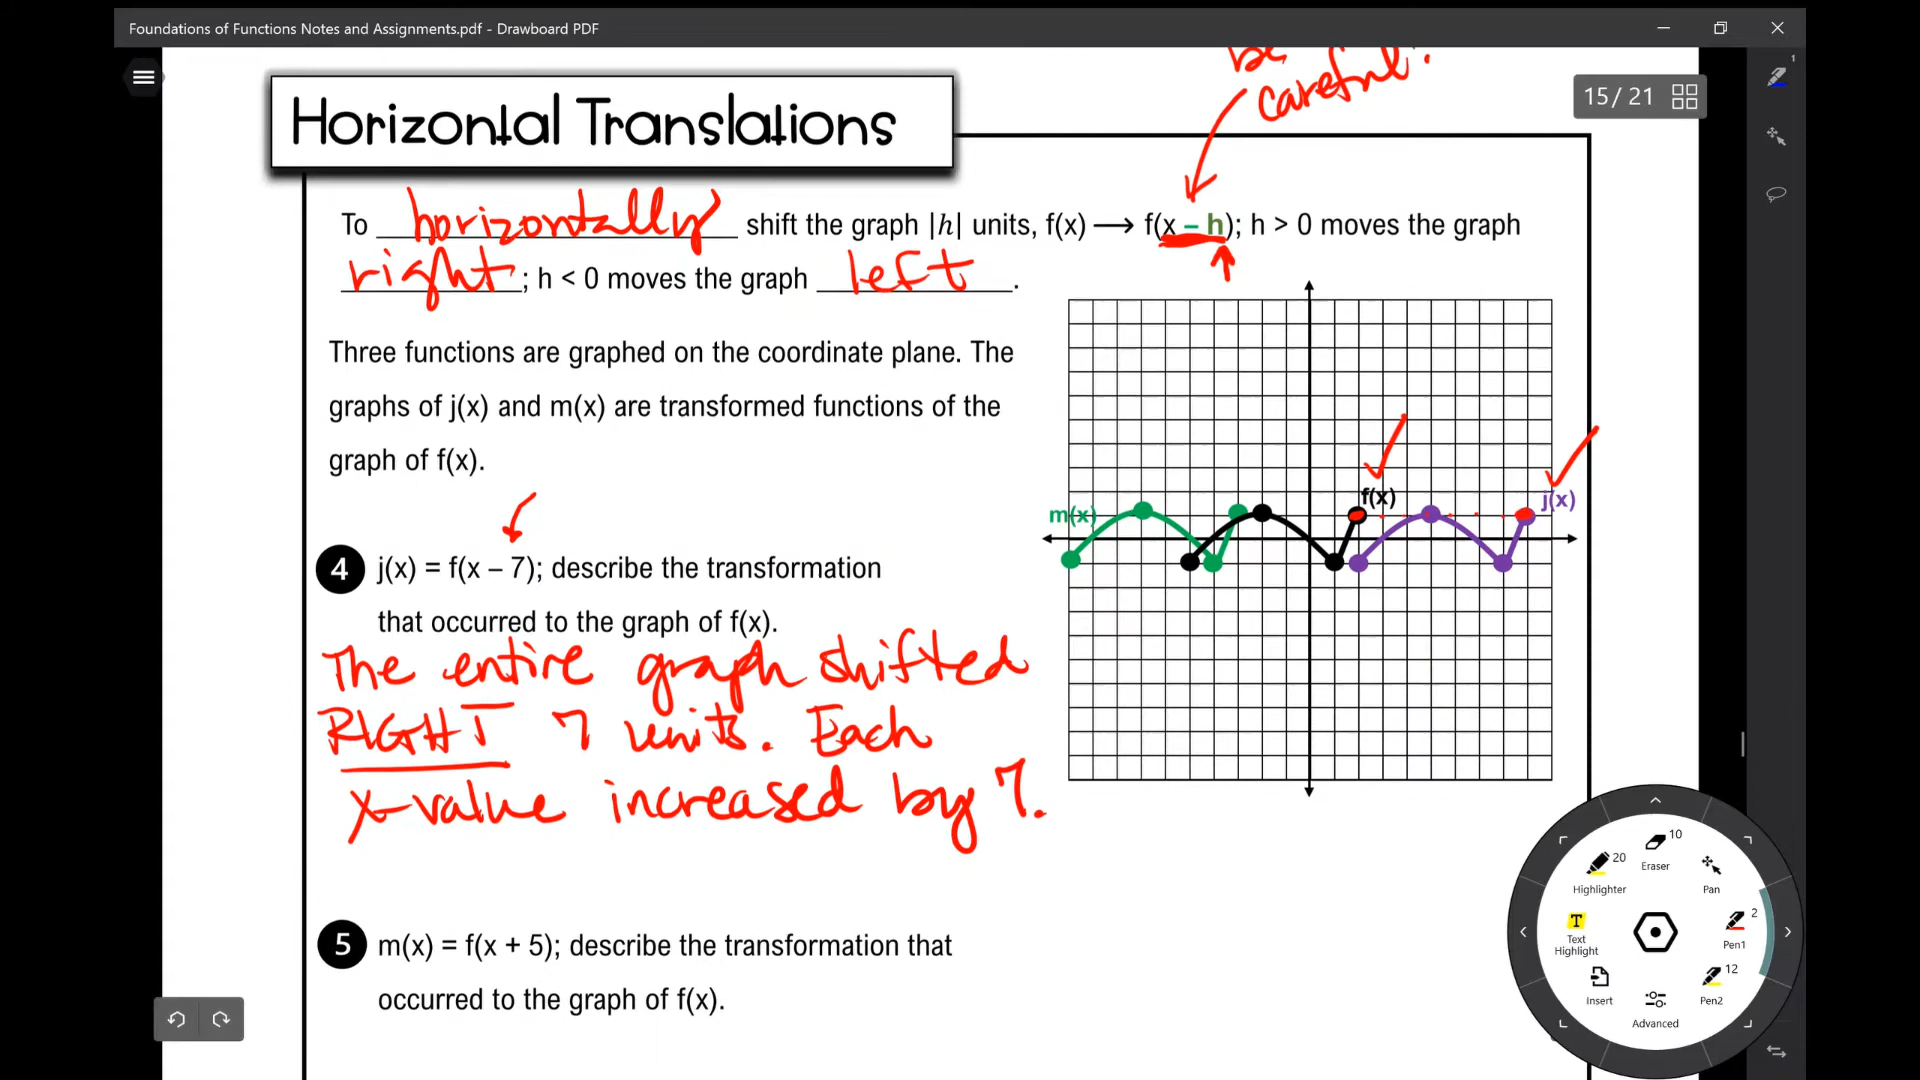 Foundations of Functions Notes and Assignments.pdf - Drawboard PDF
be
careful!
15 / 21
1
Horizontal Translations
To horizontally shift the graph |h| units, f(x) ⟶ f(x – h); h > 0 moves the graph
right; h < 0 moves the graph left.
Three functions are graphed on the coordinate plane. The
graphs of j(x) and m(x) are transformed functions of the
graph of f(x).
f(x)
j(x)
m(x)
4 j(x) = f(x – 7); describe the transformation
that occurred to the graph of f(x).
The entire graph shifted
RIGHT 7 units. Each
x-value increased by 7.
5 m(x) = f(x + 5); describe the transformation that
occurred to the graph of f(x).
10
Eraser
20
Highlighter
Pan
T
Text
Highlight
2
Pen1
Insert
12
Pen2
Advanced